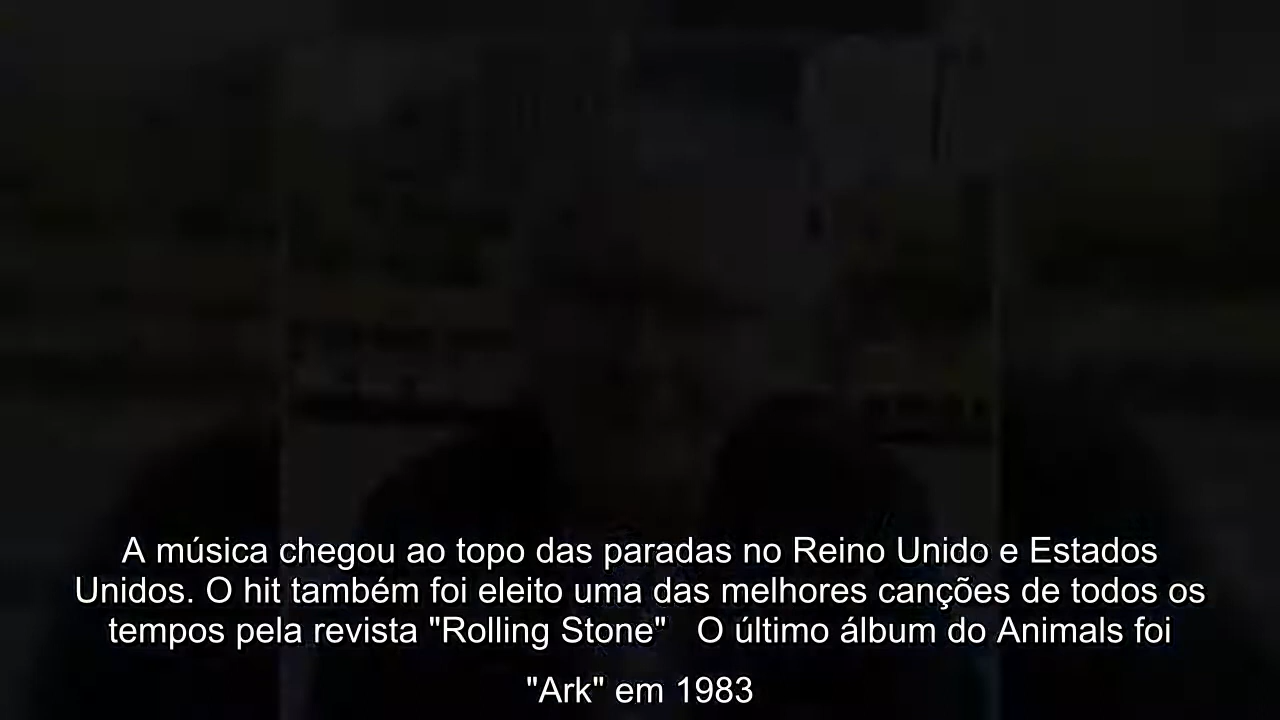 A música chegou ao topo das paradas no Reino Unido e Estados
Unidos. O hit também foi eleito uma das melhores canções de todos os
tempos pela revista "Rolling Stone"   O último álbum do Animals foi
"Ark" em 1983